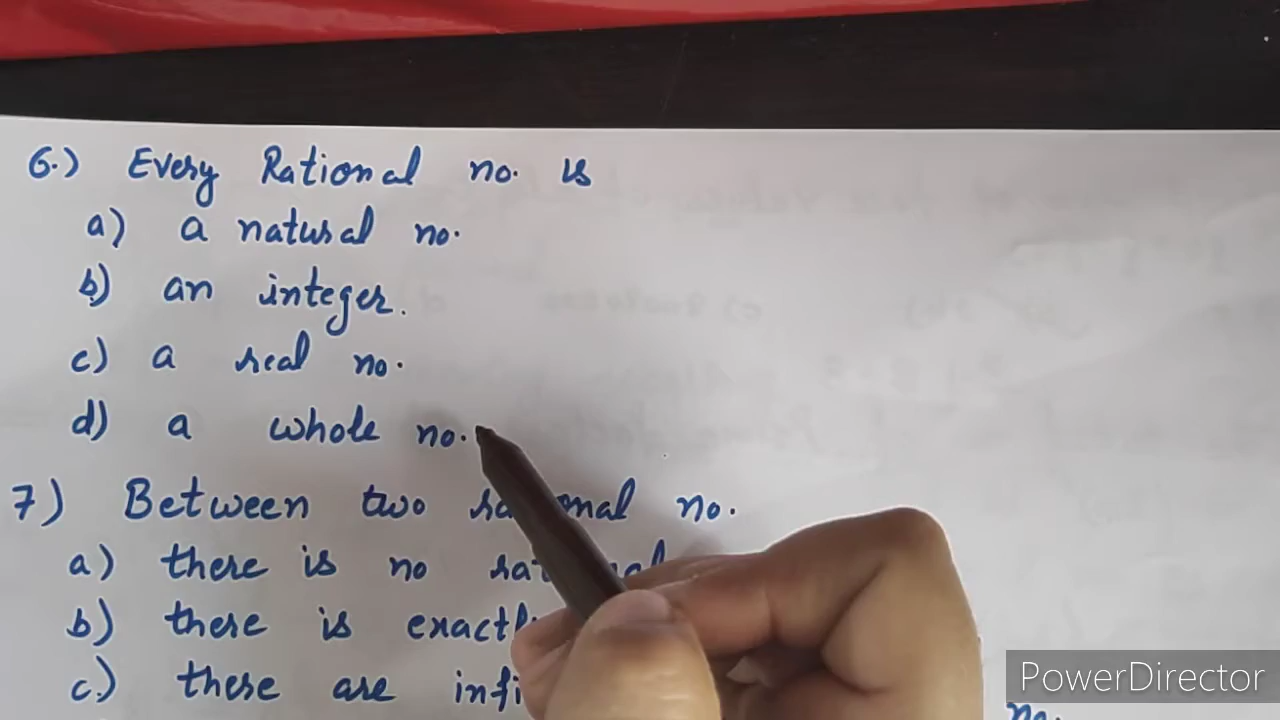 6.) Every Rational no. is
a) a natural no.
b) an integer.
c) a real no.
d) a whole no.
7) Between two rational no.
a) there is no
b) there is
c.) there are
no.
PowerDirector